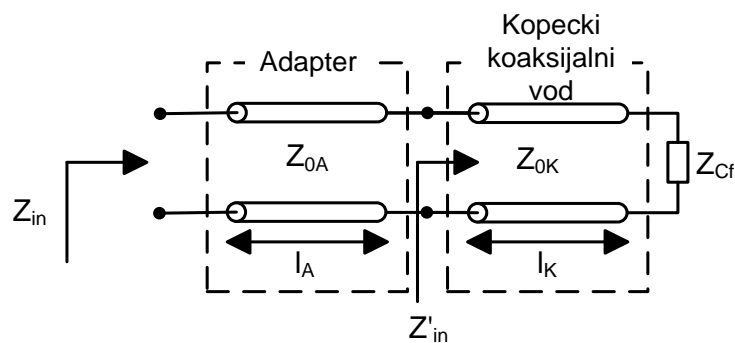 Kopecki
koaksijalni
vod
Adapter
Z0A
Z0K
ZCf
Zin
lA
lK
Z'in